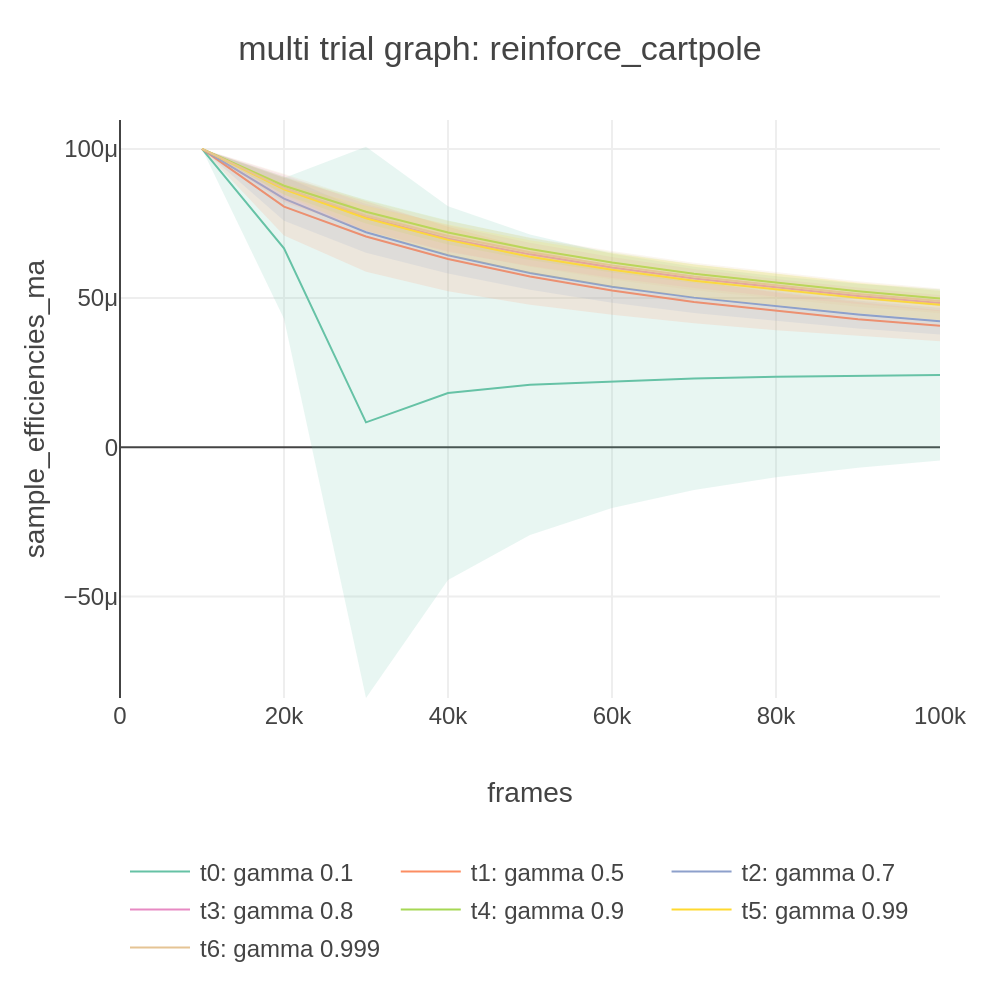 multi trial graph: reinforce_cartpole
sample_efficiencies_ma
100μ
50μ
0
−50μ
0 20k 40k 60k 80k 100k
frames
t0: gamma 0.1 t1: gamma 0.5 t2: gamma 0.7
t3: gamma 0.8 t4: gamma 0.9 t5: gamma 0.99
t6: gamma 0.999